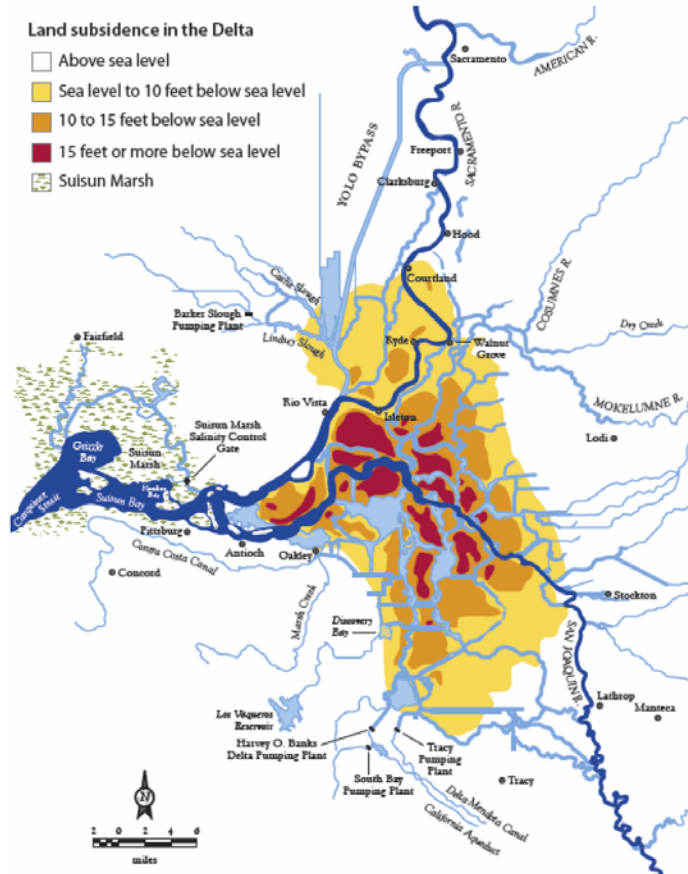 Land subsidence in the Delta
Above sea level
Sea level to 10 feet below sea level
10 to 15 feet below sea level
15 feet or more below sea level
Suisun Marsh
Sacramento
AMERICAN R.
YOLO BYPASS
SACRAMENTO R.
Freeport
Clarksburg
Hood
Courtland
Cache Slough
COSUMNES R.
Barker Slough
Pumping Plant
Lindsey Slough
Ryde
Walnut
Grove
Dry Creek
Fairfield
MOKELUMNE R.
Rio Vista
Isleton
Lodi
Suisun Marsh
Salinity Control
Gate
Grizzly
Bay
Suisun
Marsh
Honker
Bay
Suisun Bay
Carquinez
Strait
Pittsburg
Antioch
Oakley
Contra Costa Canal
Concord
Marsh Creek
Stockton
Discovery
Bay
SAN JOAQUIN R.
Los Vaqueros
Reservoir
Lathrop
Manteca
Harvey O. Banks
Delta Pumping Plant
Tracy
Pumping
Plant
South Bay
Pumping Plant
Tracy
Delta Mendota Canal
California Aqueduct
N
2 0 2 4 6
miles